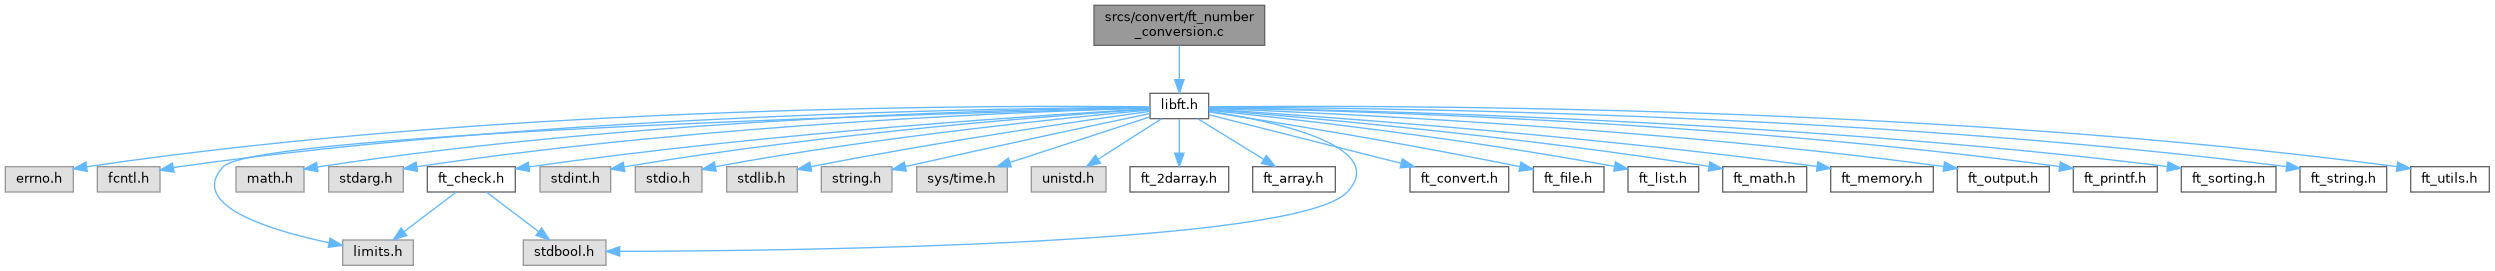 srcs/convert/ft_number
_conversion.c
libft.h
errno.h
fcntl.h
math.h
stdarg.h
ft_check.h
stdint.h
stdio.h
stdlib.h
string.h
sys/time.h
unistd.h
ft_2darray.h
ft_array.h
ft_convert.h
ft_file.h
ft_list.h
ft_math.h
ft_memory.h
ft_output.h
ft_printf.h
ft_sorting.h
ft_string.h
ft_utils.h
limits.h
stdbool.h